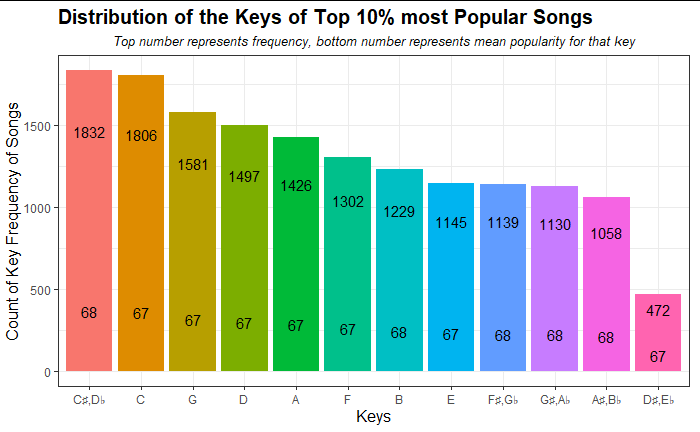 Distribution of the Keys of Top 10% most Popular Songs
Top number represents frequency, bottom number represents mean popularity for that key
Count of Key Frequency of Songs
1500
1000
500
0
1832 1806 1581 1497 1426 1302 1229 1145 1139 1130 1058 472
68 67 67 67 67 67 68 67 68 68 68 67
C♯,D♭ C G D A F B E F♯,G♭ G♯,A♭ A♯,B♭ D♯,E♭
Keys